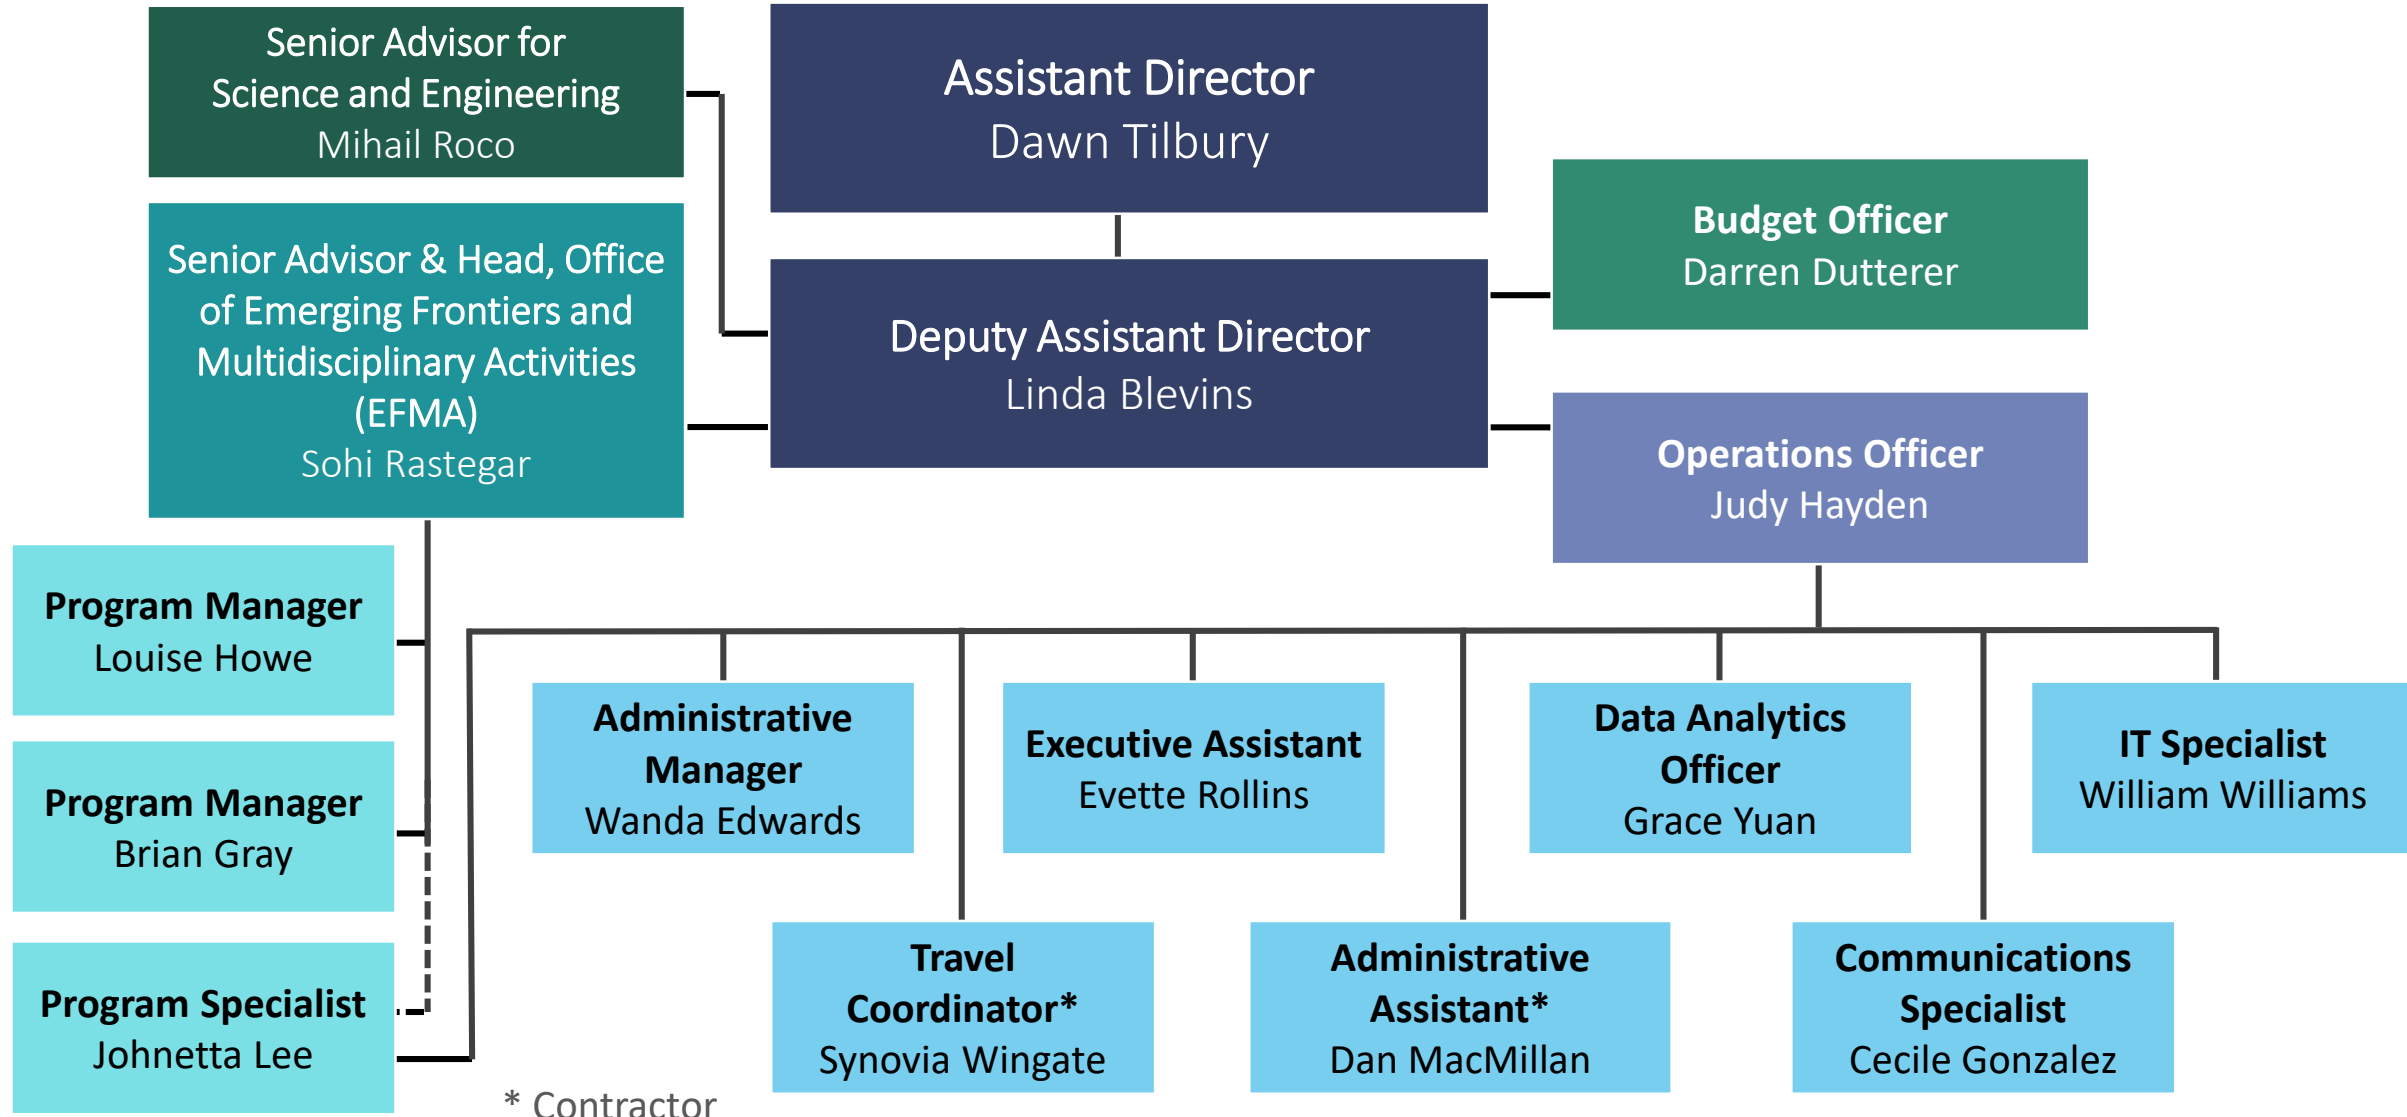 Senior Advisor for
Science and Engineering
Mihail Roco
Assistant Director
Dawn Tilbury
Senior Advisor & Head, Office
of Emerging Frontiers and
Multidisciplinary Activities
(EFMA)
Sohi Rastegar
Deputy Assistant Director
Linda Blevins
Budget Officer
Darren Dutterer
Operations Officer
Judy Hayden
Program Manager
Louise Howe
Program Manager
Brian Gray
Program Specialist
Johnetta Lee
Administrative
Manager
Wanda Edwards
Executive Assistant
Evette Rollins
Data Analytics
Officer
Grace Yuan
IT Specialist
William Williams
Travel
Coordinator*
Synovia Wingate
Administrative
Assistant*
Dan MacMillan
Communications
Specialist
Cecile Gonzalez
* Contractor